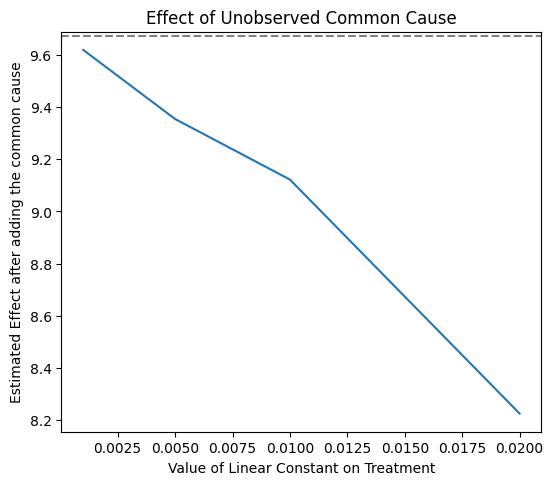 Effect of Unobserved Common Cause
Estimated Effect after adding the common cause
9.6
9.4
9.2
9.0
8.8
8.6
8.4
8.2
0.0025 0.0050 0.0075 0.0100 0.0125 0.0150 0.0175 0.0200
Value of Linear Constant on Treatment